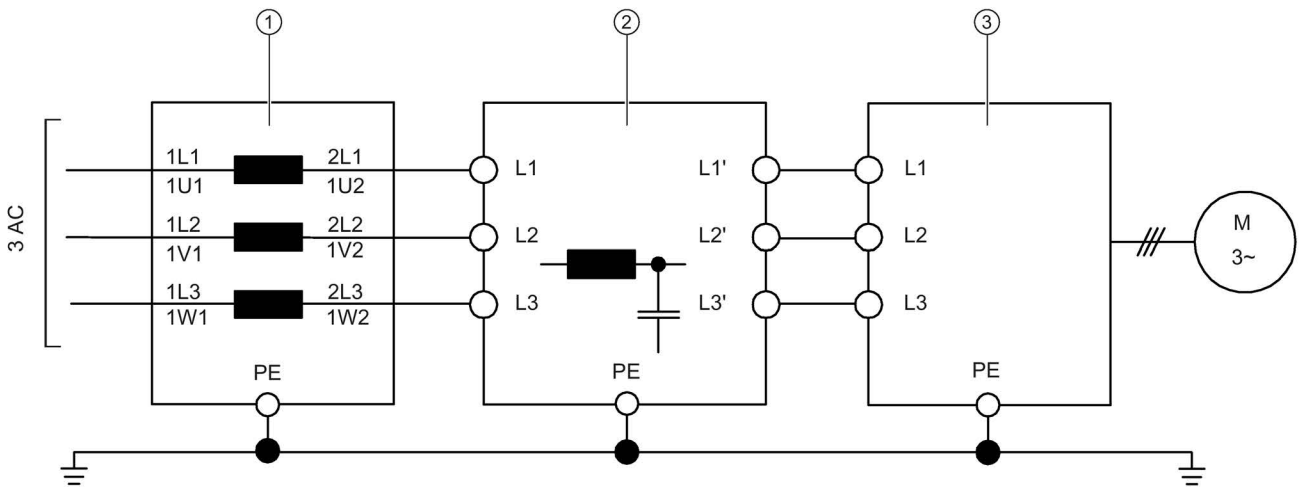 ① ② ③
3 AC
1L1 2L1
1U1 1U2
1L2 2L2
1V1 1V2
1L3 2L3
1W1 1W2
PE
L1 L1'
L2 L2'
L3 L3'
PE
L1
L2
L3
PE
M
3~